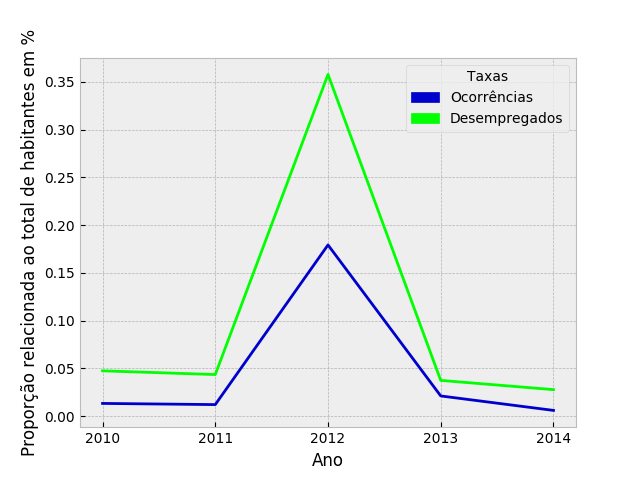 Proporção relacionada ao total de habitantes em %
0.35
0.30
0.25
0.20
0.15
0.10
0.05
0.00
Taxas
Ocorrências
Desempregados
2010 2011 2012 2013 2014
Ano